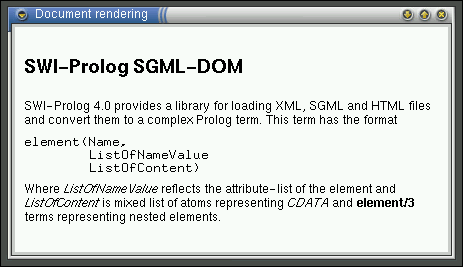 Document rendering
SWI-Prolog SGML-DOM
SWI-Prolog 4.0 provides a library for loading XML, SGML and HTML files
and convert them to a complex Prolog term. This term has the format
element(Name,
ListOfNameValue
ListOfContent)
Where ListOfNameValue reflects the attribute-list of the element and
ListOfContent is mixed list of atoms representing CDATA and element/3
terms representing nested elements.